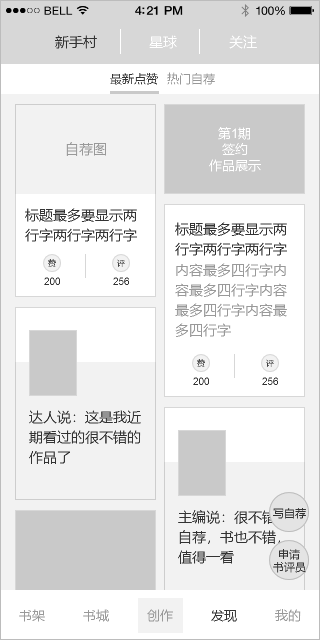 BELL 4:21 PM 100%
新手村 星球 关注
最新点赞 热门自荐
自荐图
标题最多要显示两
行字两行字两行字
赞 评
200 256
达人说：这是我近
期看过的很不错的
作品了
第1期
签约
作品展示
标题最多要显示两
行字两行字两行字
内容最多四行字内
容最多四行字内容
最多四行字内容最
多四行字
赞 评
200 256
主编说：很不错
自荐，书也不错，
值得一看
写自荐
申请
书评员
书架 书城 创作 发现 我的